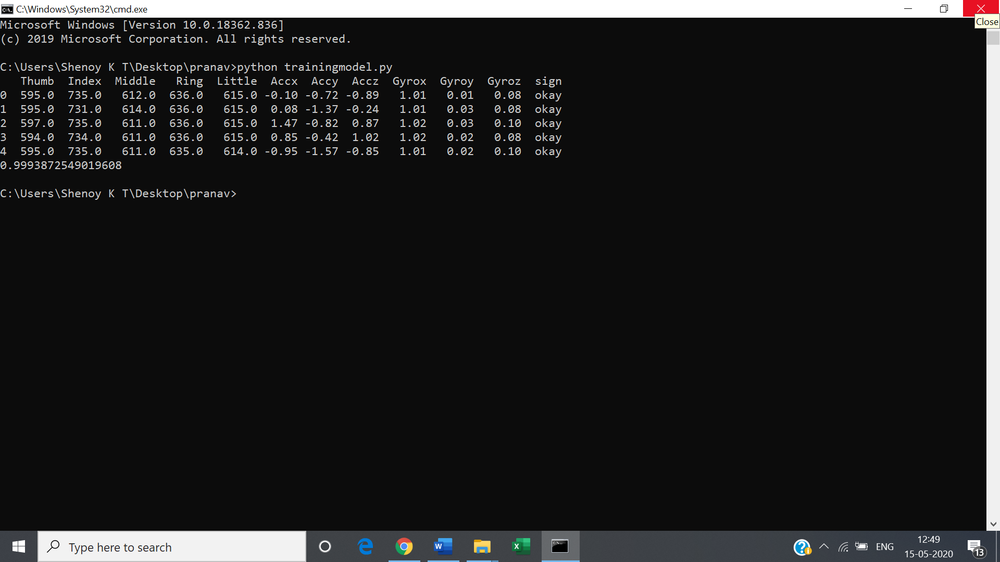 C:\Windows\System32\cmd.exe
Close
Microsoft Windows [Version 10.0.18362.836]
(c) 2019 Microsoft Corporation. All rights reserved.
C:\Users\Shenoy K T\Desktop\pranav>python trainingmodel.py
Thumb Index Middle Ring Little Accx Accy Accz Gyrox Gyroy Gyroz sign
0 595.0 735.0 612.0 636.0 615.0 -0.10 -0.72 -0.89 1.01 0.01 0.08 okay
1 595.0 731.0 614.0 636.0 615.0 0.08 -1.37 -0.24 1.01 0.03 0.08 okay
2 597.0 735.0 611.0 636.0 615.0 1.47 -0.82 0.87 1.02 0.03 0.10 okay
3 594.0 734.0 611.0 636.0 615.0 0.85 -0.42 1.02 1.02 0.02 0.08 okay
4 595.0 735.0 611.0 635.0 614.0 -0.95 -1.57 -0.85 1.01 0.02 0.10 okay
0.9993872549019608
C:\Users\Shenoy K T\Desktop\pranav>
Type here to search
ENG
12:49
15-05-2020
13